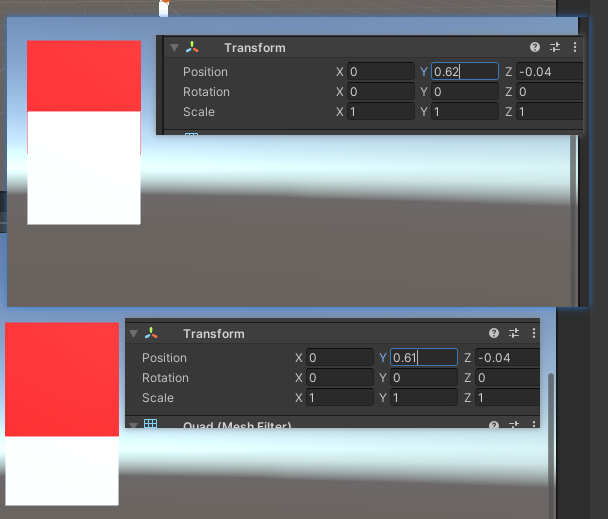 Transform
Position X 0 Y 0.62 Z -0.04
Rotation X 0 Y 0 Z 0
Scale X 1 Y 1 Z 1
Transform
Position X 0 Y 0.61 Z -0.04
Rotation X 0 Y 0 Z 0
Scale X 1 Y 1 Z 1
Quad (Mesh Filter)